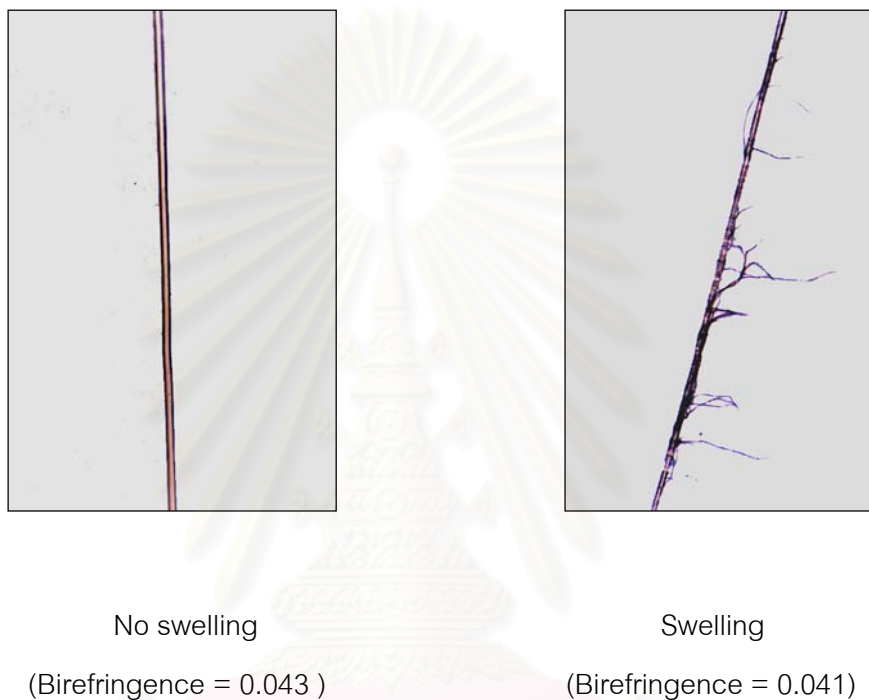 No swelling
Swelling
(Birefringence = 0.043 )
(Birefringence = 0.041)